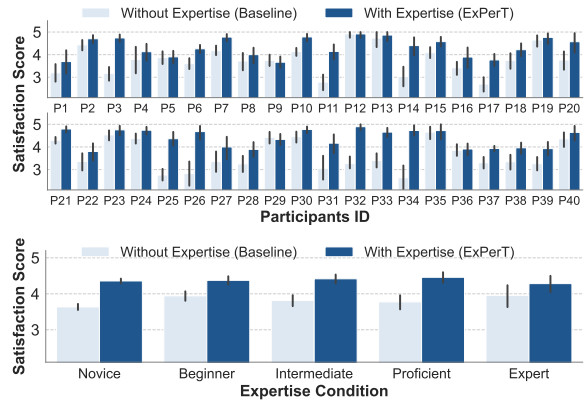 Without Expertise (Baseline) With Expertise (ExPerT)
Satisfaction Score
5
4
3
P1 P2 P3 P4 P5 P6 P7 P8 P9 P10 P11 P12 P13 P14 P15 P16 P17 P18 P19 P20
5
4
3
P21 P22 P23 P24 P25 P26 P27 P28 P29 P30 P31 P32 P33 P34 P35 P36 P37 P38 P39 P40
Participants ID
Without Expertise (Baseline) With Expertise (ExPerT)
Satisfaction Score
5
4
3
Novice Beginner Intermediate Proficient Expert
Expertise Condition